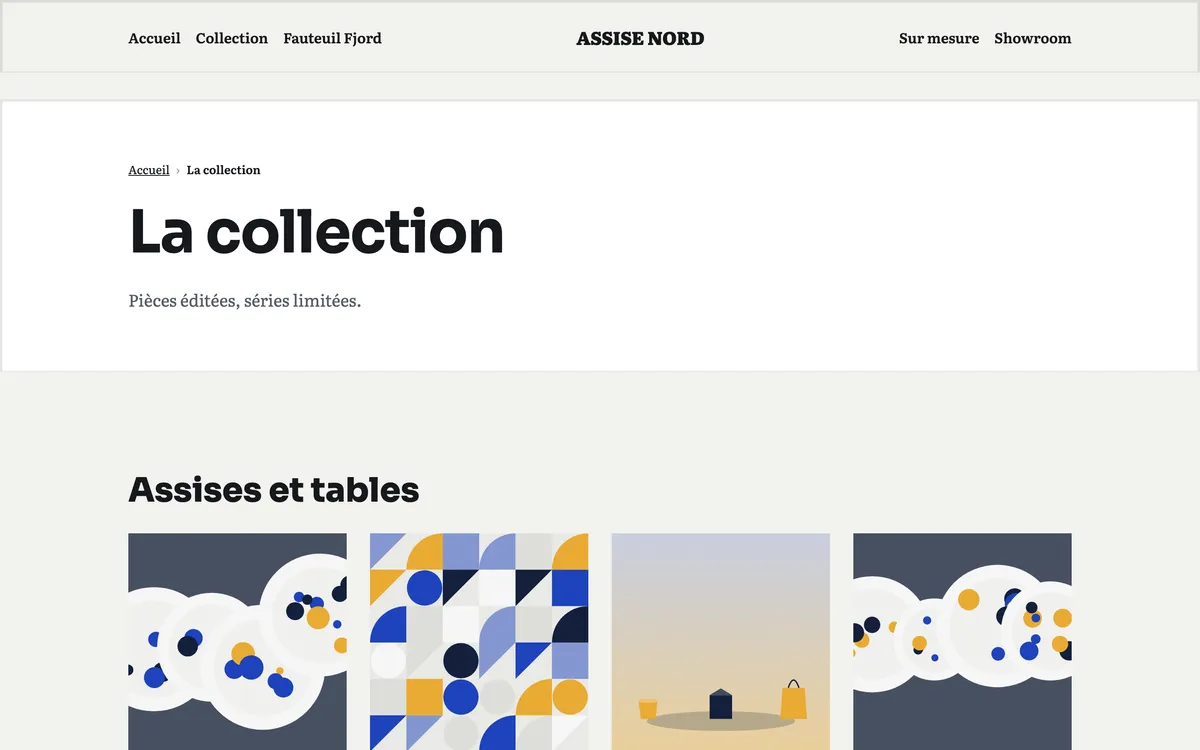 Accueil Collection Fauteuil Fjord ASSISE NORD Sur mesure Showroom
Accueil › La collection
La collection
Pièces éditées, séries limitées.
Assises et tables